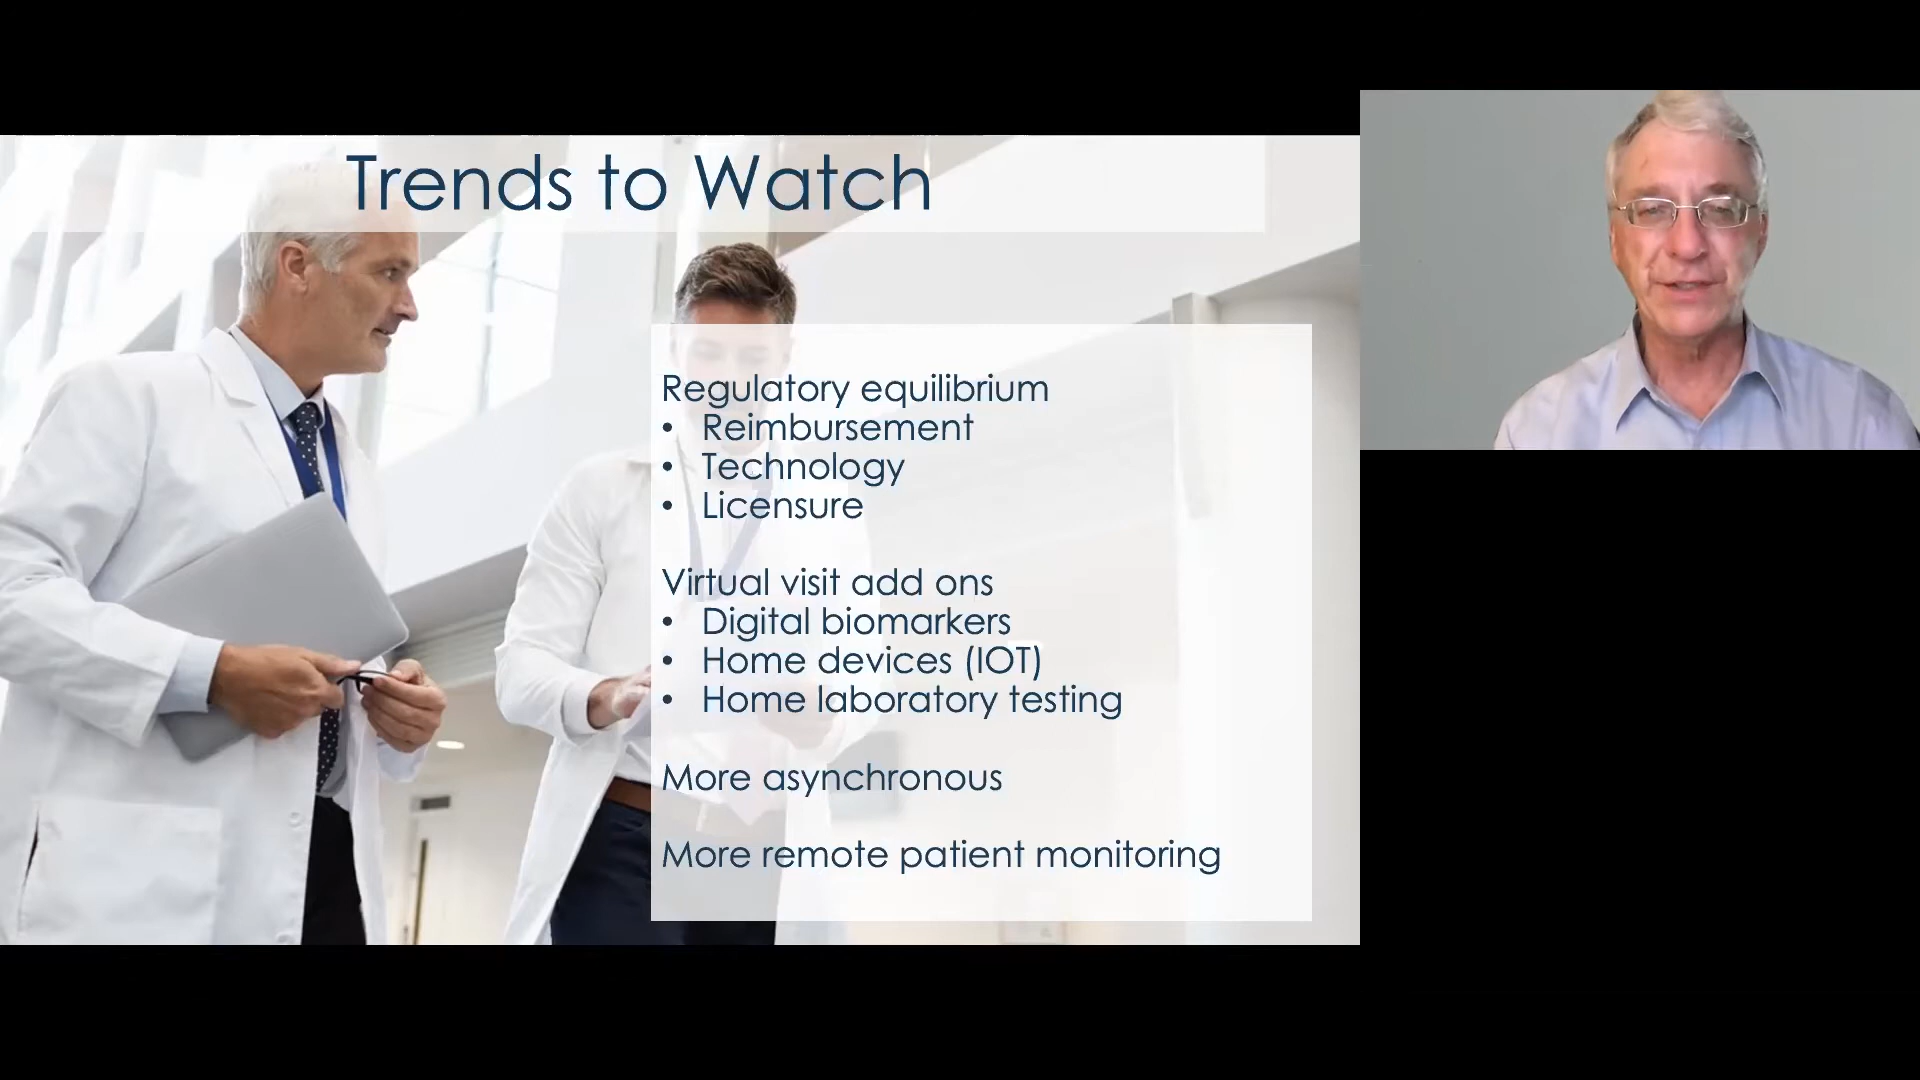 Trends to Watch
Regulatory equilibrium
• Reimbursement
• Technology
• Licensure
Virtual visit add ons
• Digital biomarkers
• Home devices (IOT)
• Home laboratory testing
More asynchronous
More remote patient monitoring